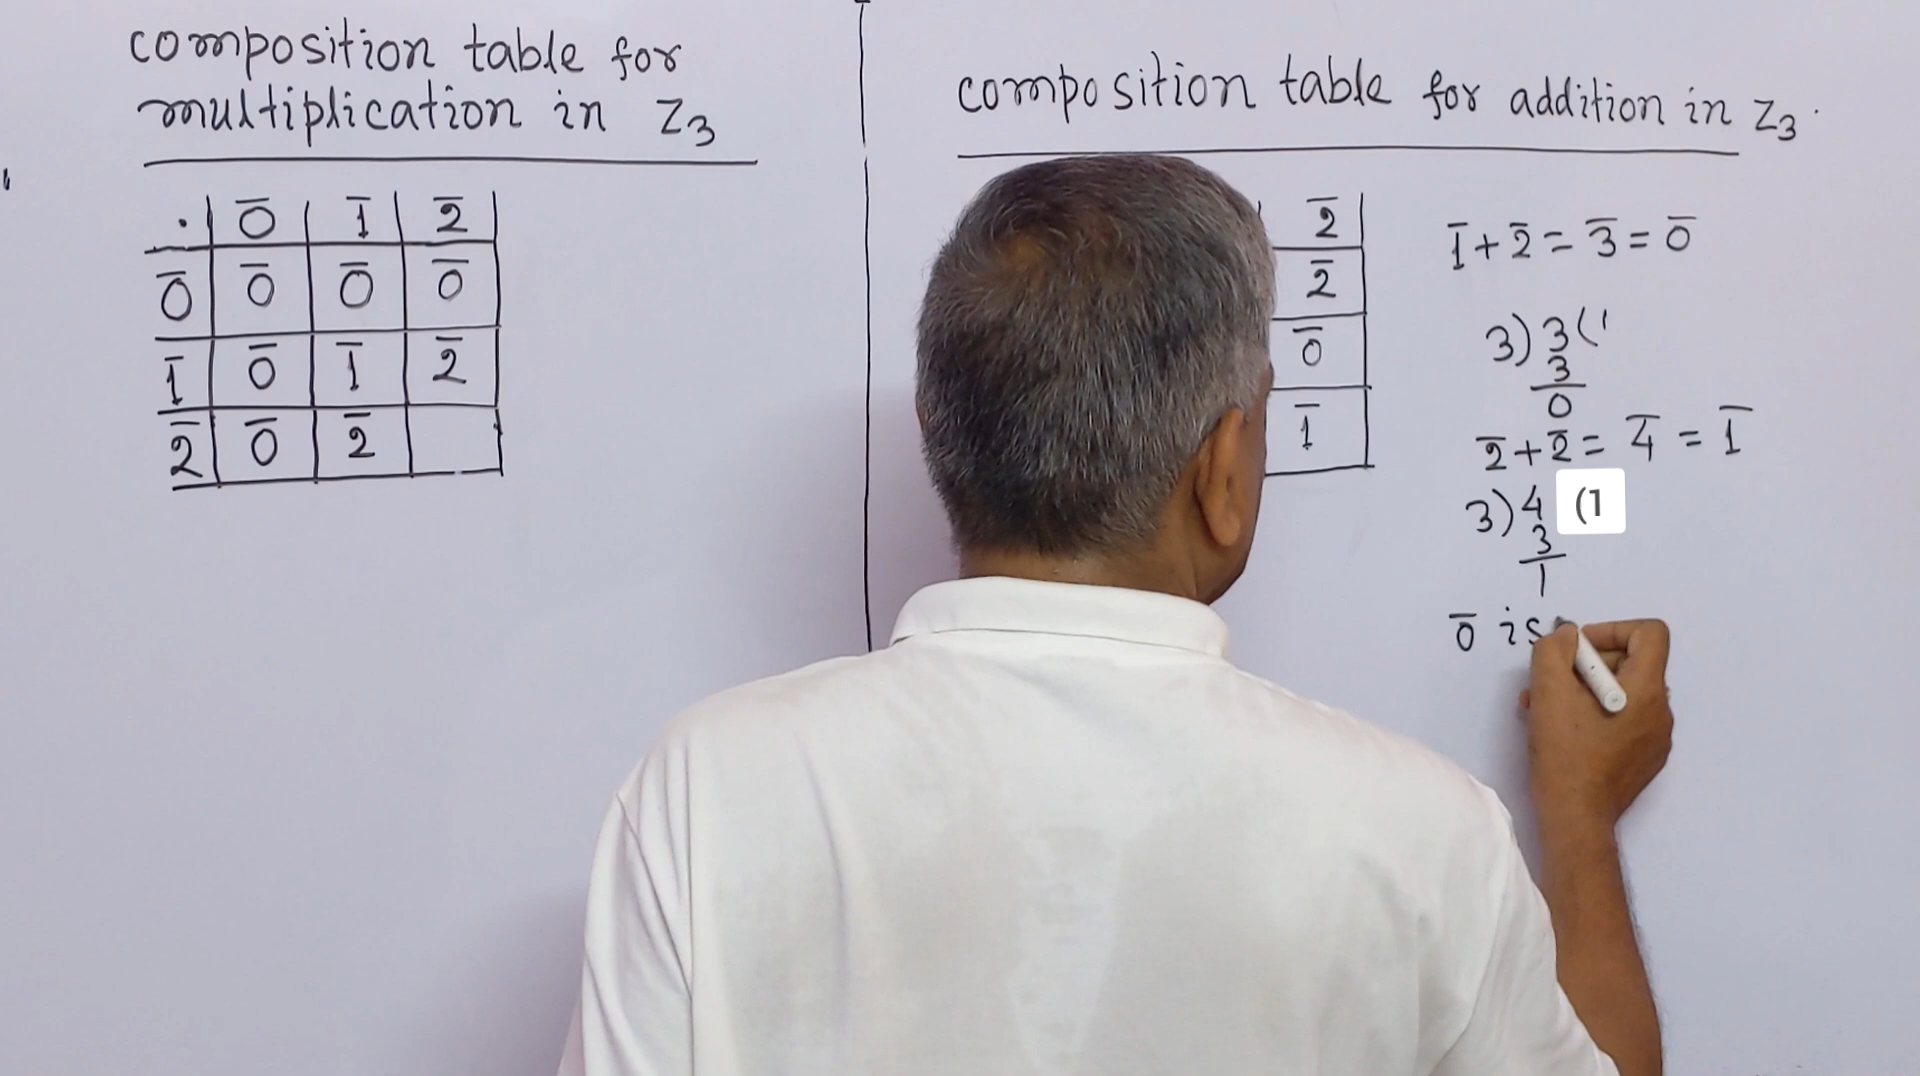 composition table for
multiplication in Z₃
. 0̅ 1̅ 2̅
0̅ 0̅ 0̅ 0̅
1̅ 0̅ 1̅ 2̅
2̅ 0̅ 2̅
composition table for addition in Z₃.
2̅
2̅
0̅
1̅
1̅+2̅=3̅=0̅
3)3(1
3
0
2̅+2̅=4̅=1̅
3)4 (1
3
1
0̅ is